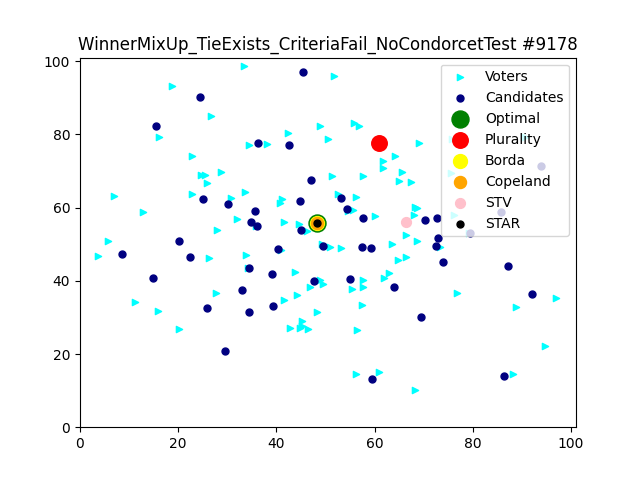 WinnerMixUp_TieExists_CriteriaFail_NoCondorcetTest #9178
100
80
60
40
20
0
0 20 40 60 80 100
Voters
Candidates
Optimal
Plurality
Borda
Copeland
STV
STAR